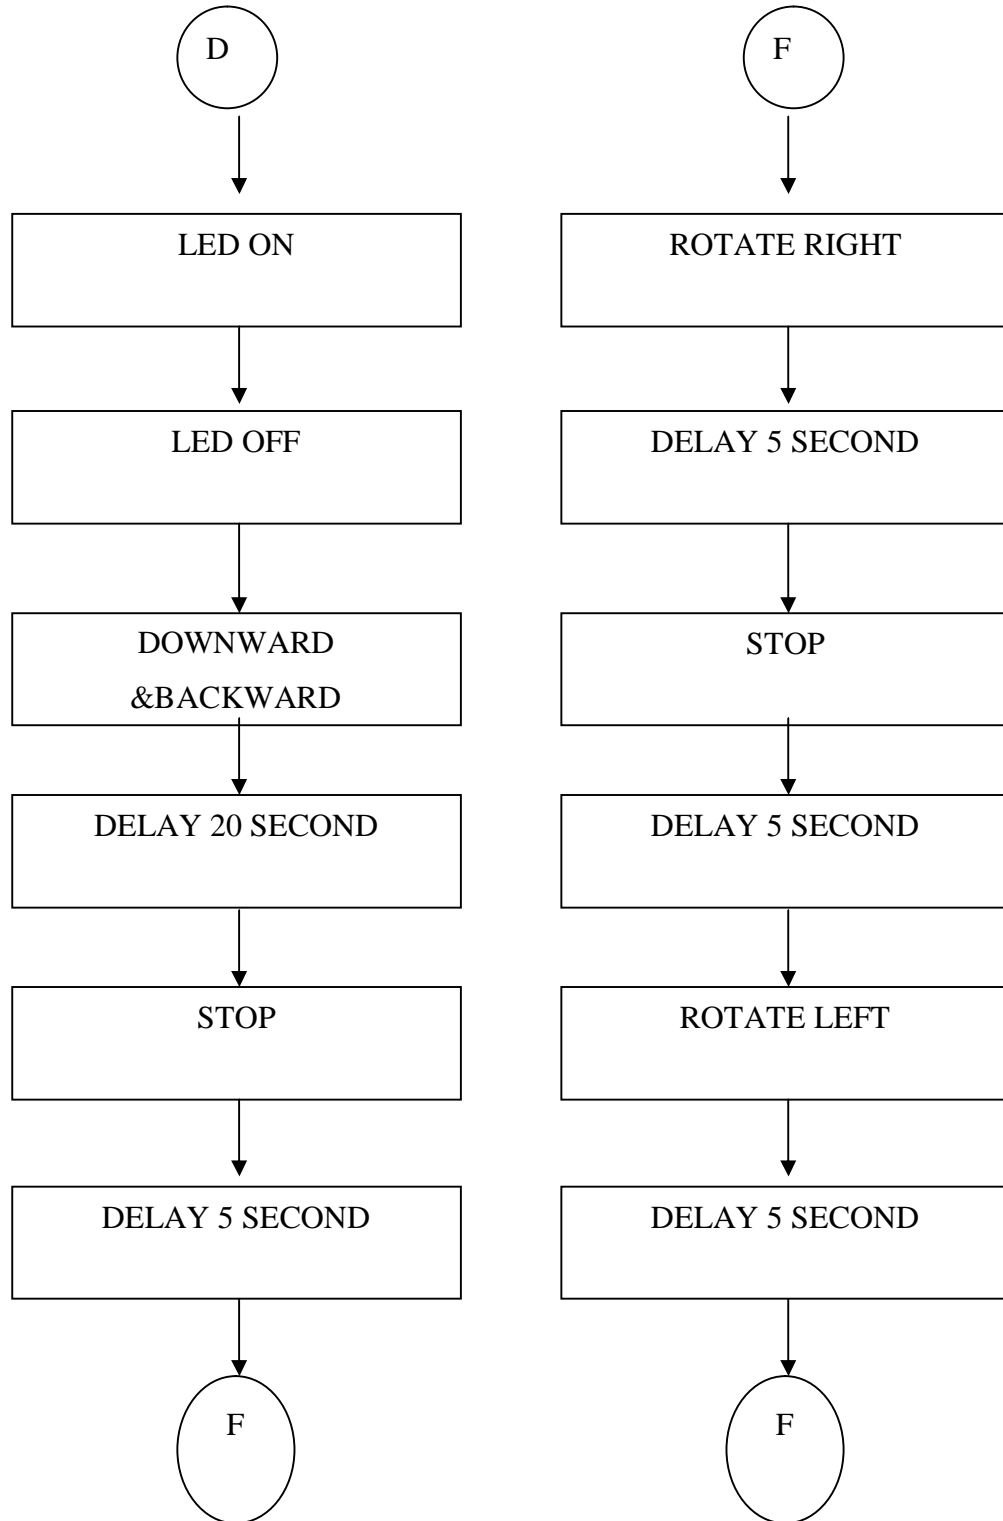 D
LED ON
LED OFF
DOWNWARD
&BACKWARD
DELAY 20 SECOND
STOP
DELAY 5 SECOND
F
F
ROTATE RIGHT
DELAY 5 SECOND
STOP
DELAY 5 SECOND
ROTATE LEFT
DELAY 5 SECOND
F